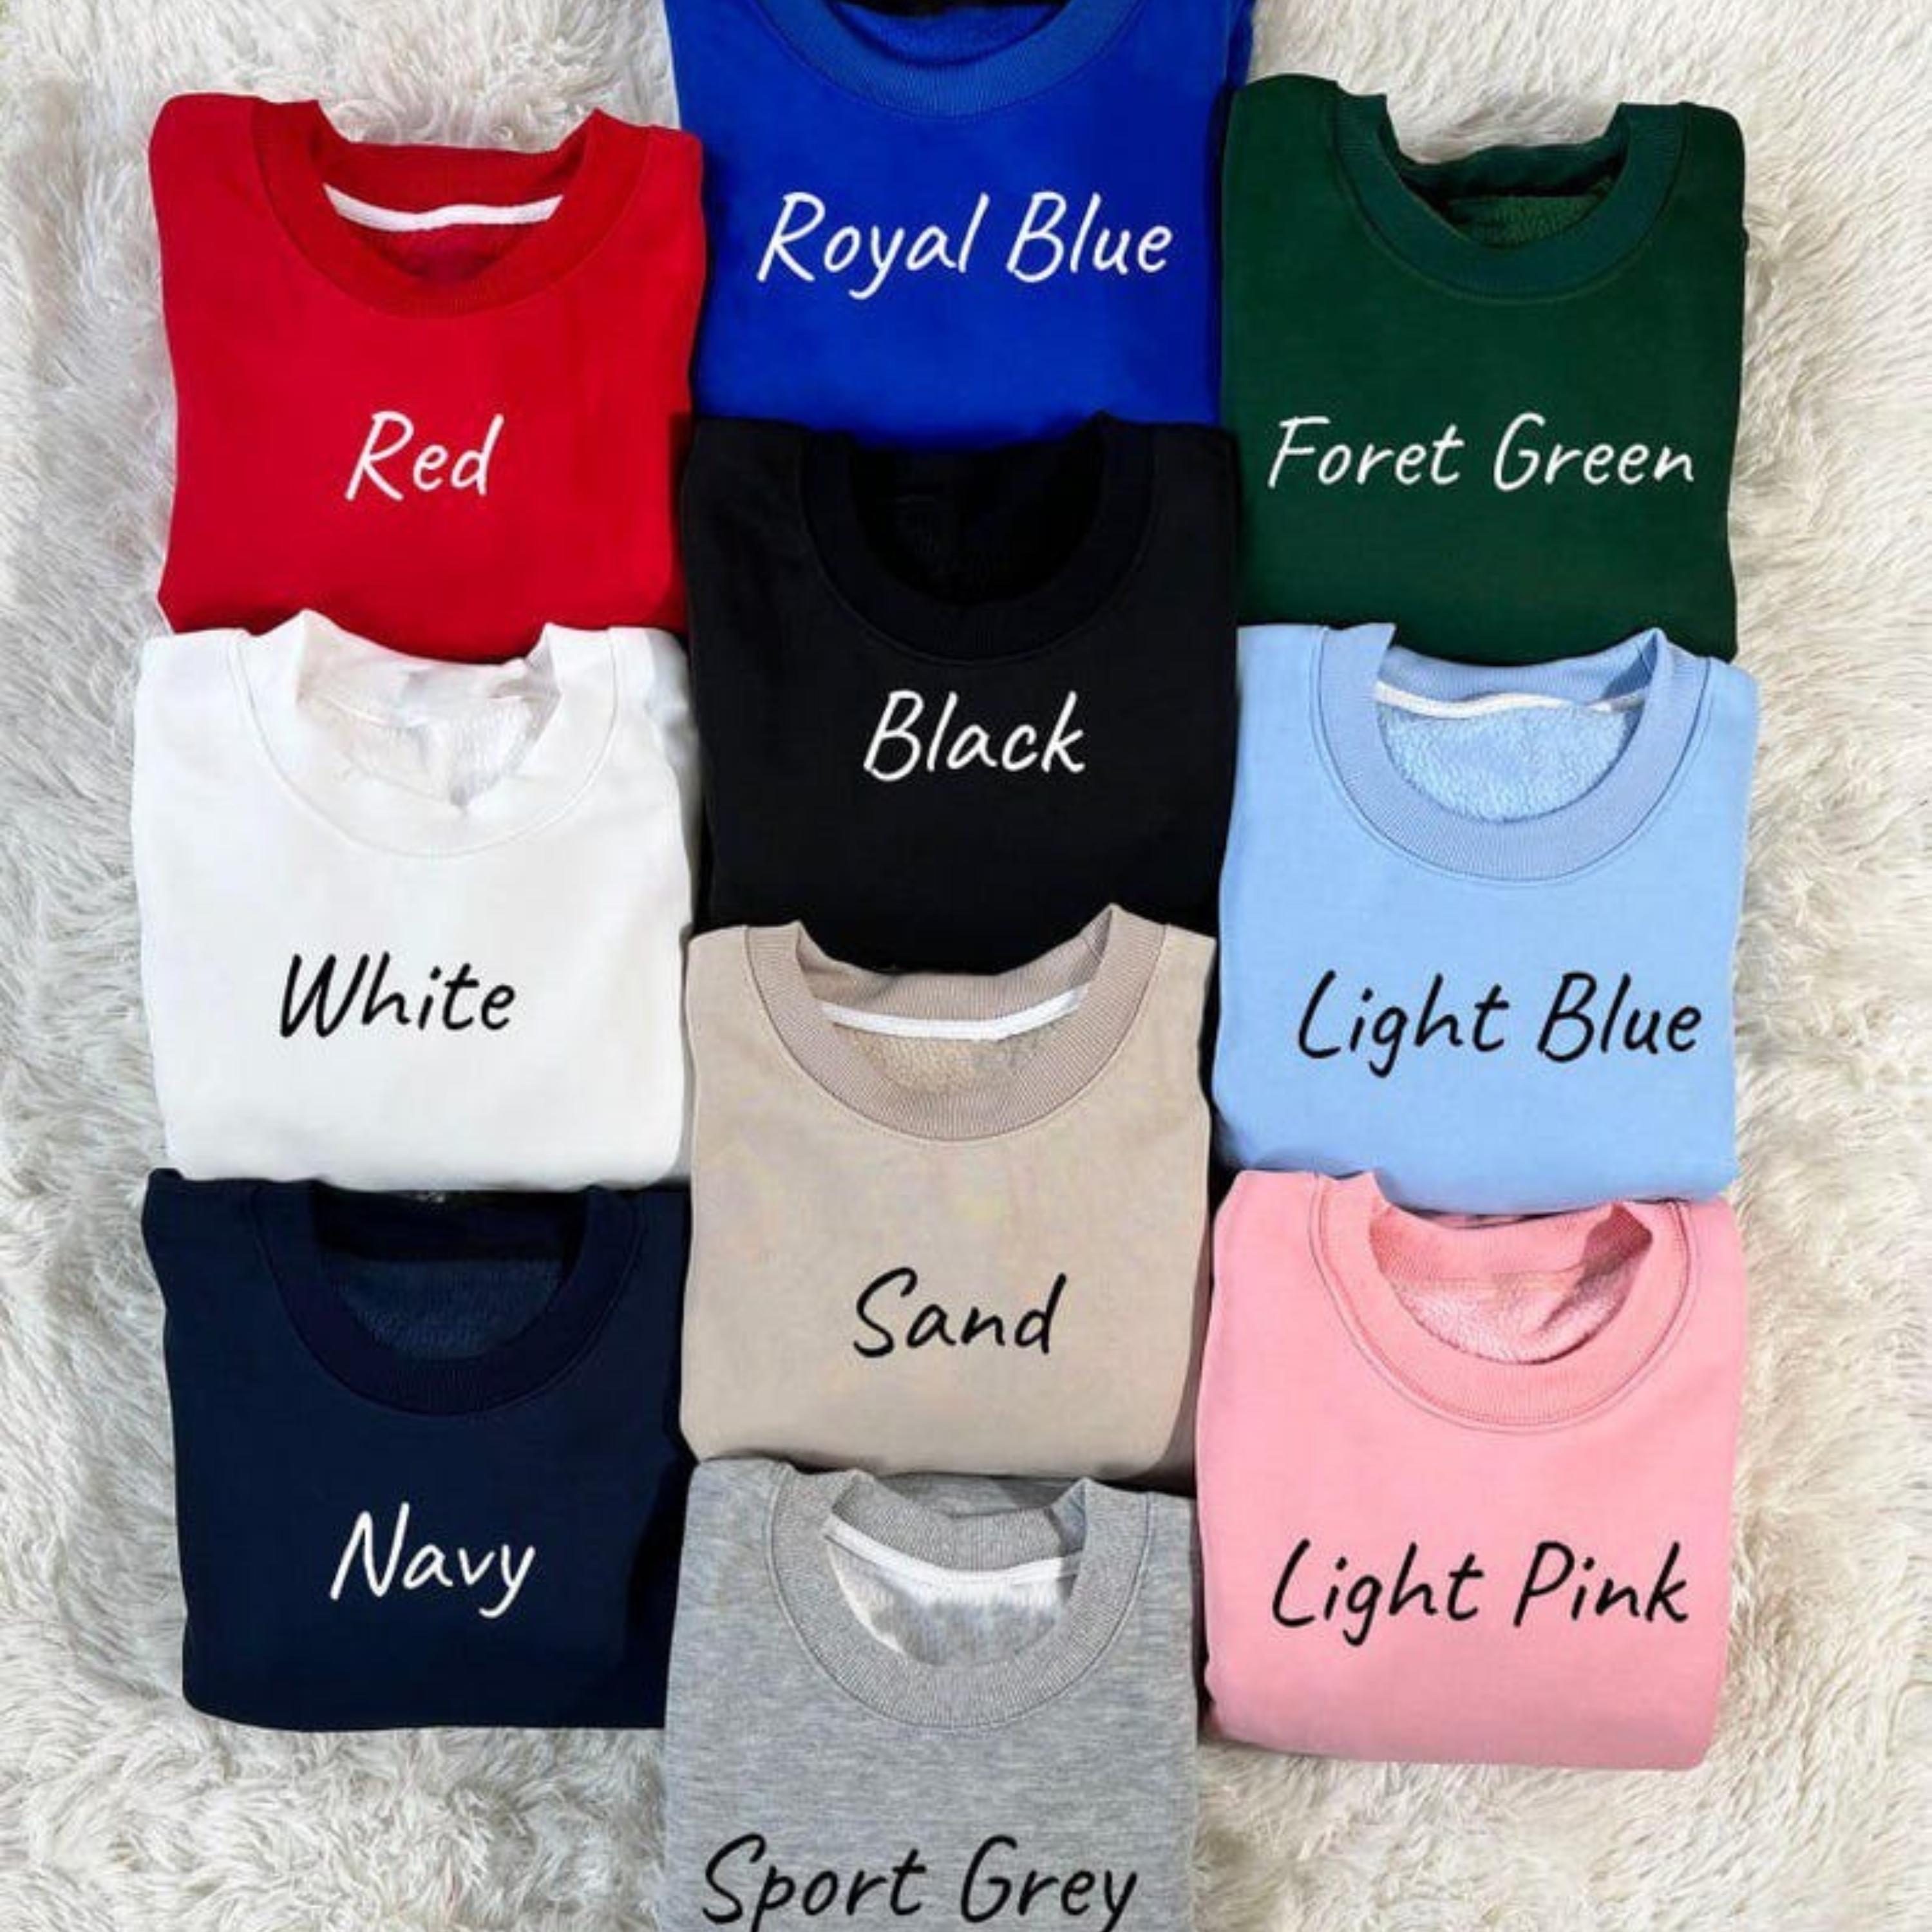 Royal Blue
Red
Foret Green
Black
White
Light Blue
Sand
Navy
Light Pink
Sport Grey